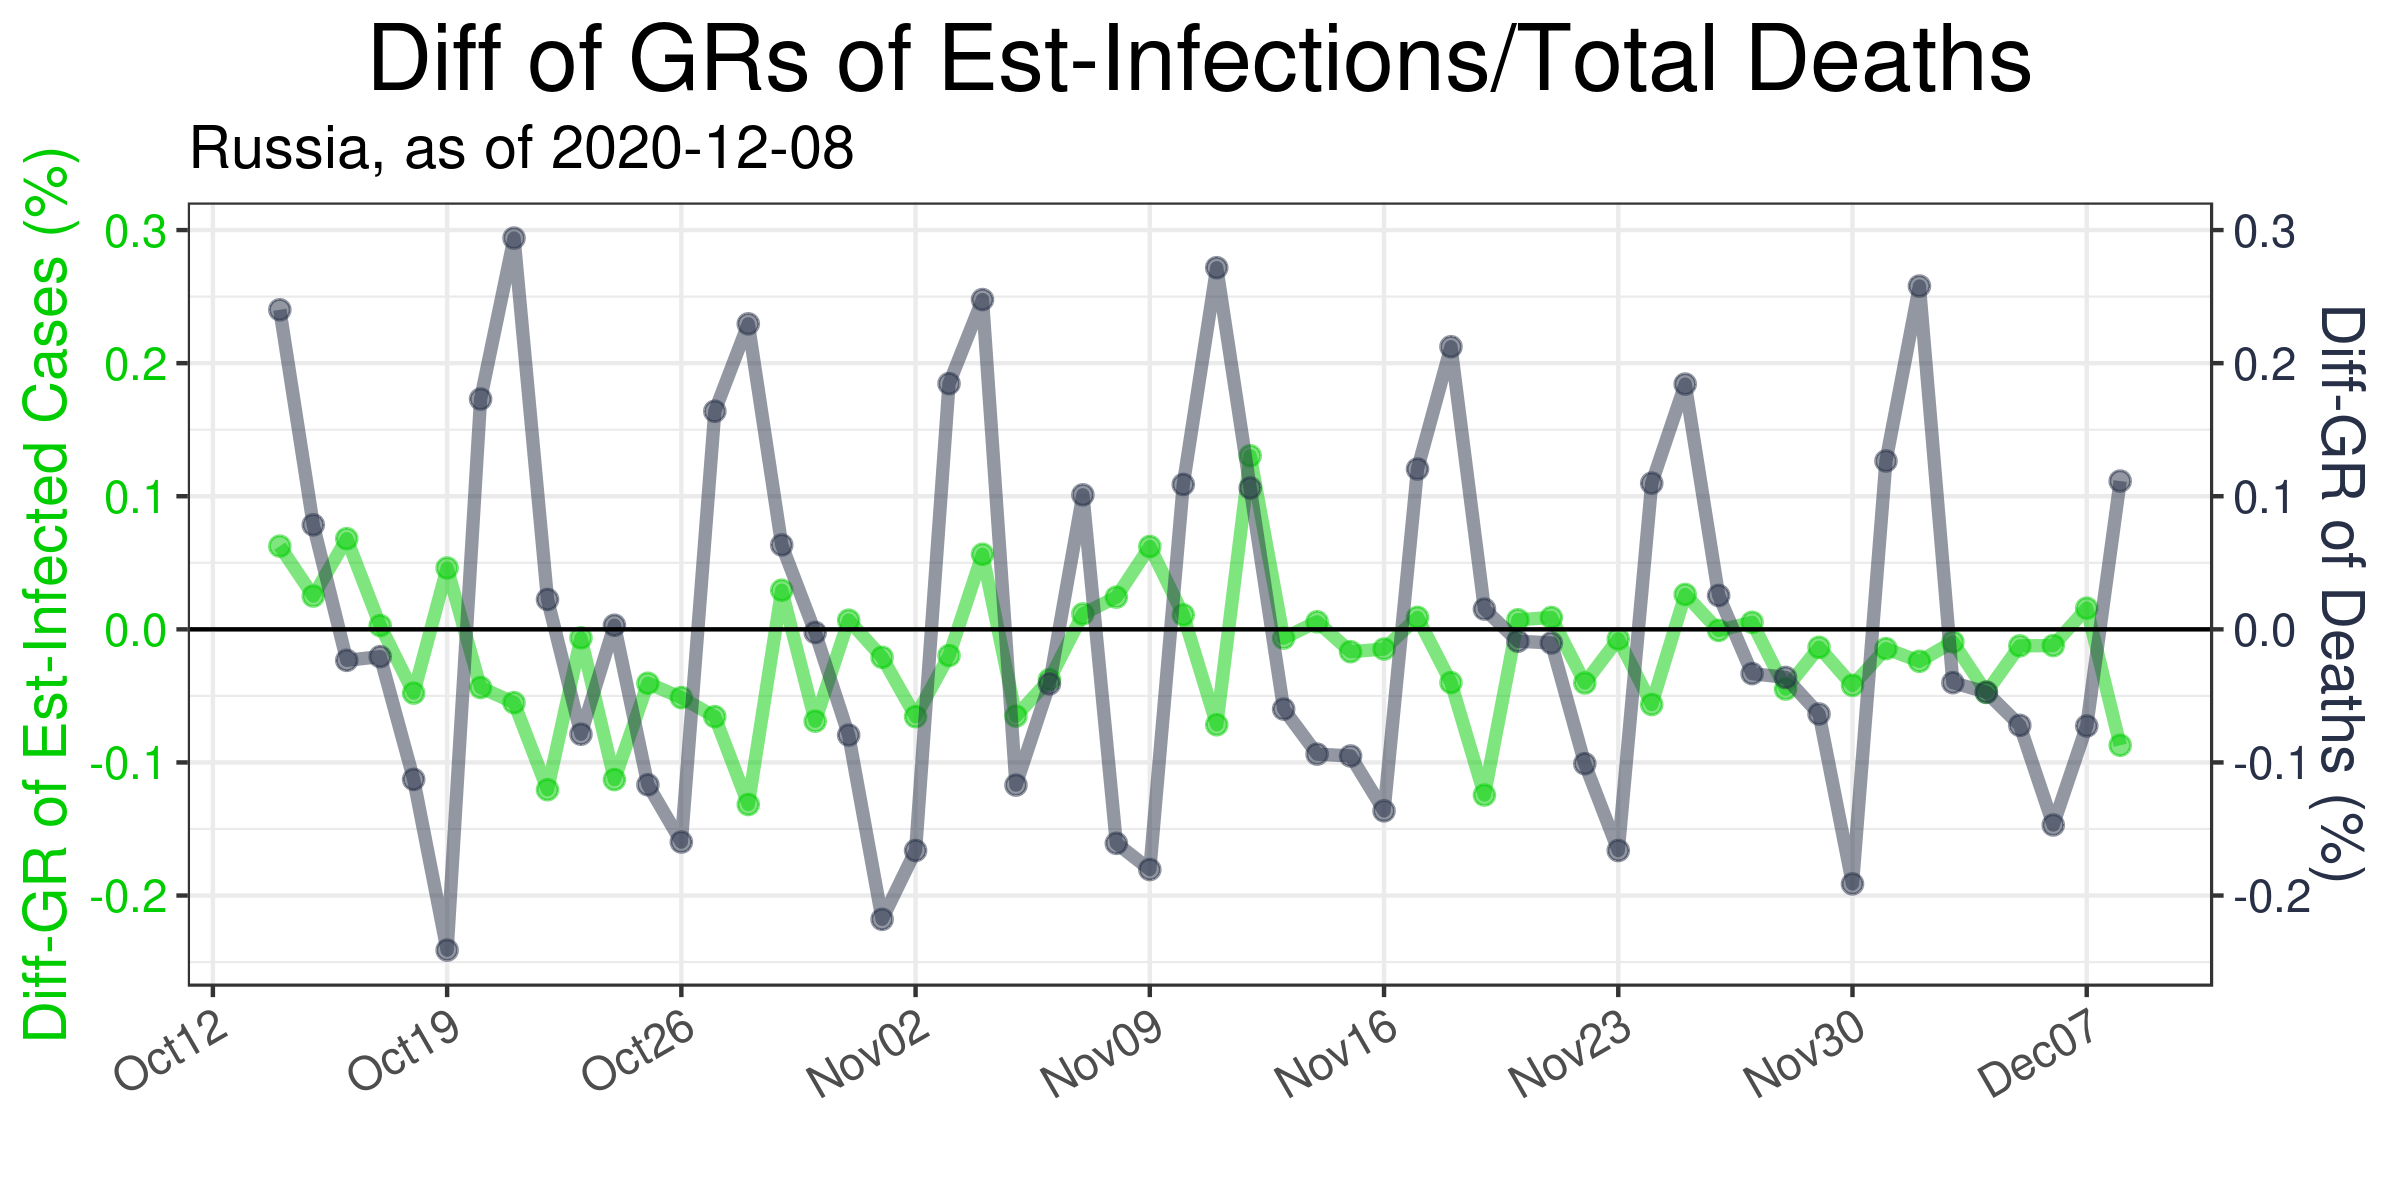 Diff of GRs of Est-Infections/Total Deaths
Russia, as of 2020-12-08
Diff-GR of Est-Infected Cases (%)
0.3
0.2
0.1
0.0
-0.1
-0.2
0.3
0.2
0.1
0.0
-0.1
-0.2
Diff-GR of Deaths (%)
Oct12
Oct19
Oct26
Nov02
Nov09
Nov16
Nov23
Nov30
Dec07